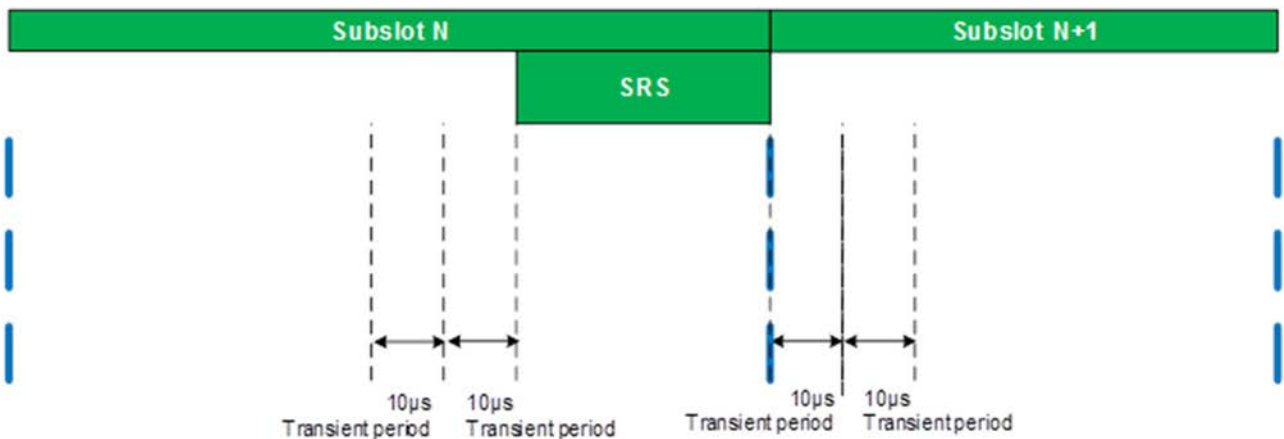 Subslot N
Subslot N+1
SRS
10µs
Transient period
10µs
Transient period
10µs
Transient period
10µs
Transient period